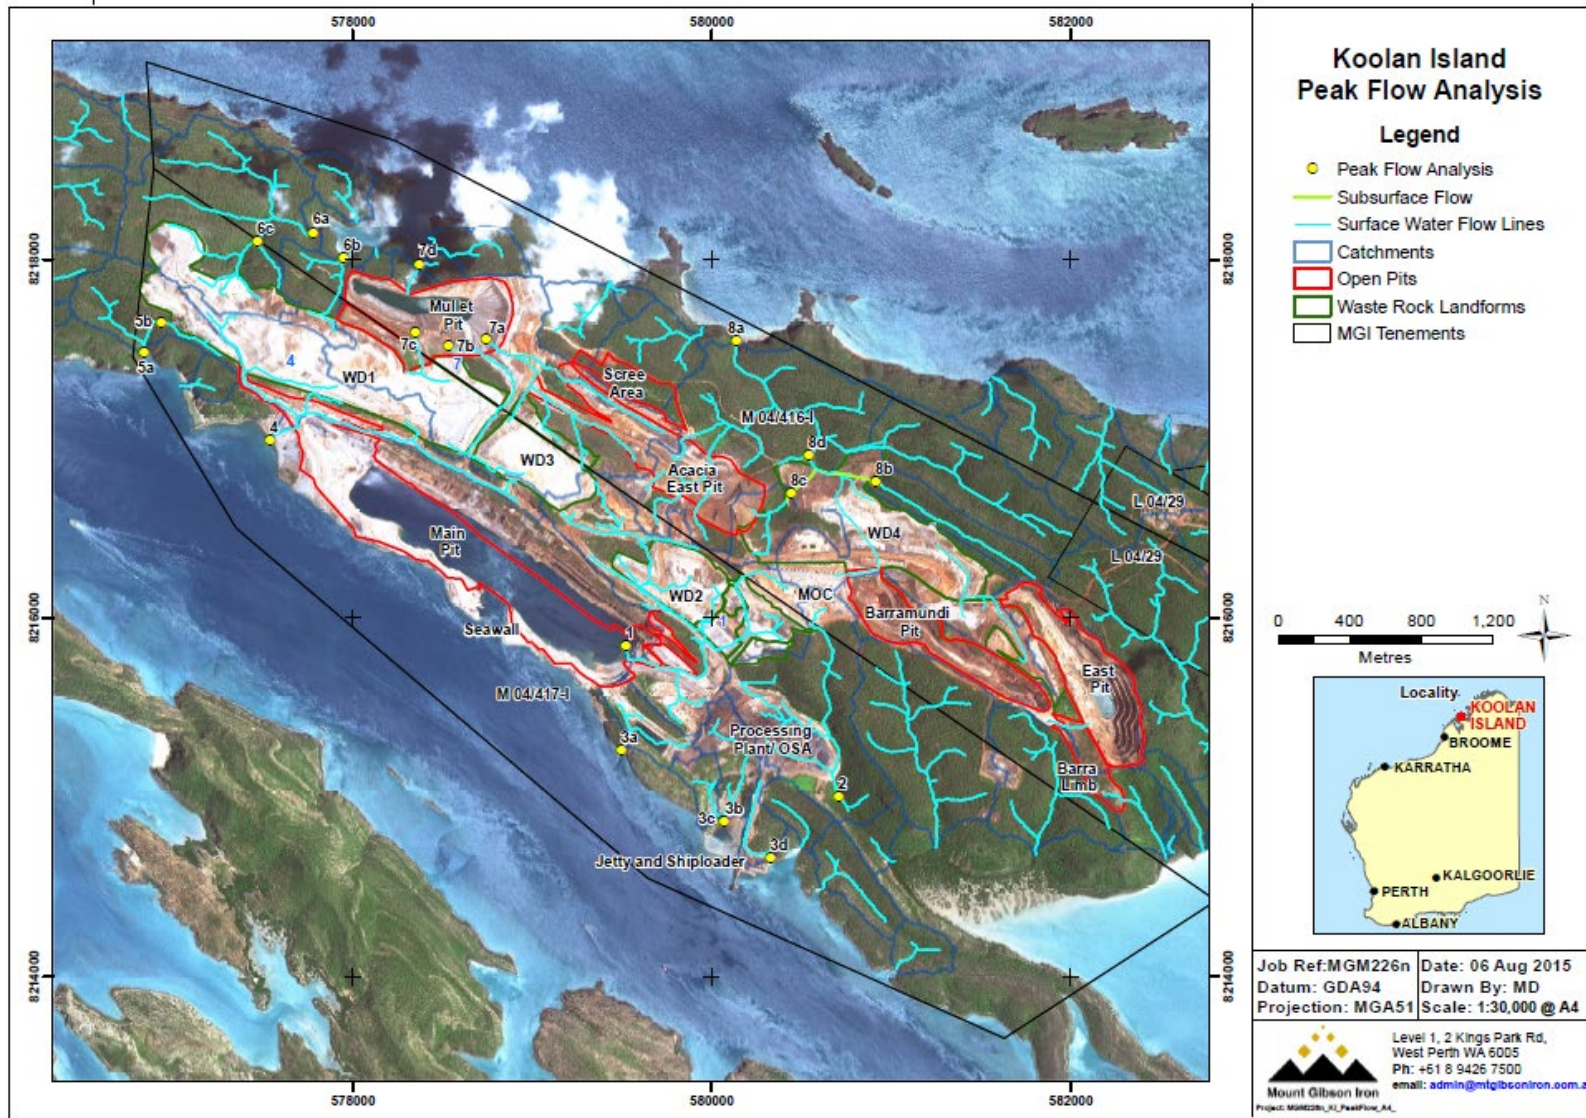 578000
580000
582000
8218000
8216000
8214000
8218000
8216000
8214000
578000
580000
582000
6a
6c
6b
7d
Mullet
Pit
5b
7c
7b
7a
7
8a
5a
4
WD1
Scree
Area
M 04/416-I
4
8d
WD3
Acacia
East Pit
8c
8b
L 04/29
Main
Pit
WD4
L 04/29
WD2
MOC
Seawall
1
1
Barramundi
Pit
East
Pit
M 04/417-I
3a
Processing
Plant/ OSA
2
Barra
Limb
3c
3b
3d
Jetty and Shiploader
Koolan Island
Peak Flow Analysis
Legend
Peak Flow Analysis
Subsurface Flow
Surface Water Flow Lines
Catchments
Open Pits
Waste Rock Landforms
MGI Tenements
N
0 400 800 1,200
Metres
Locality
KOOLAN
ISLAND
BROOME
KARRATHA
KALGOORLIE
PERTH
ALBANY
Job Ref:MGM226n Date: 06 Aug 2015
Datum: GDA94 Drawn By: MD
Projection: MGA51 Scale: 1:30,000 @ A4
Level 1, 2 Kings Park Rd,
West Perth WA 6005
Ph: +61 8 9426 7500
email: admin@mtgibsoniron.com.a
Mount Gibson Iron
Project: MGM226n_KI_PeakFlow_A4_